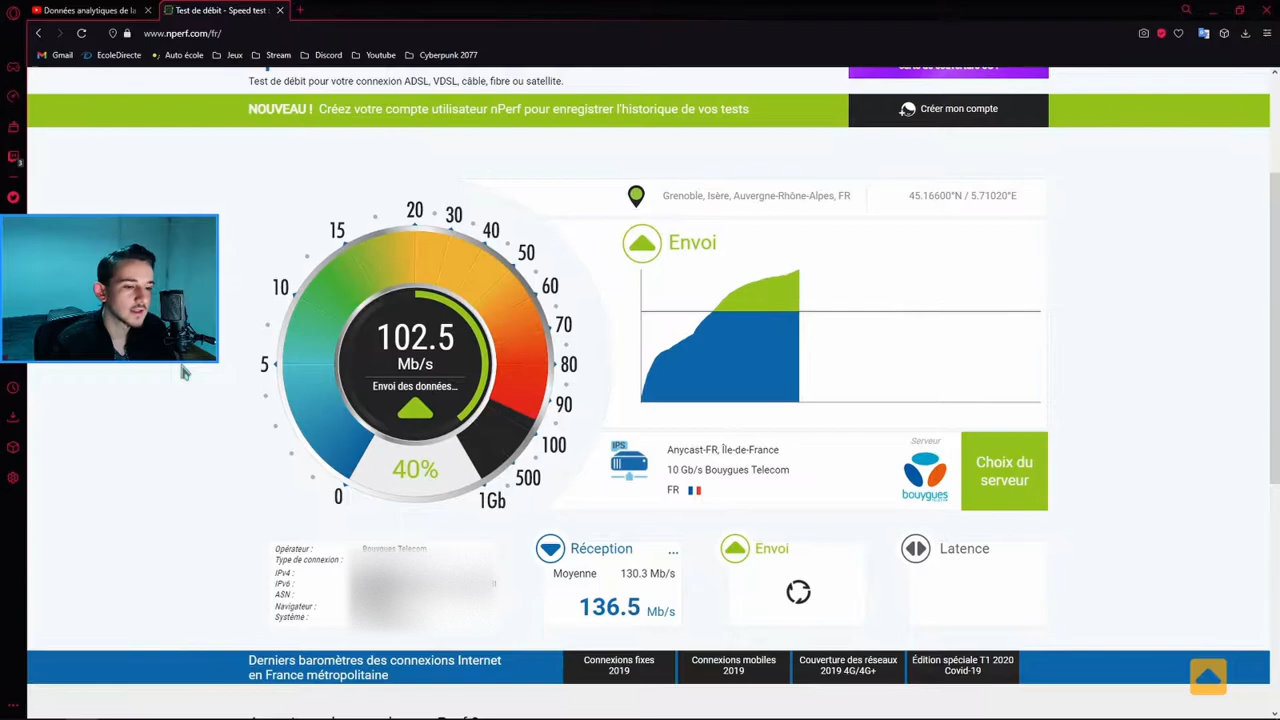 Données analytiques de la
Test de débit - Speed test :
www.nperf.com/fr/
Gmail
EcoleDirecte
Auto école
Jeux
Stream
Discord
Youtube
Cyberpunk 2077
Test de débit pour votre connexion ADSL, VDSL, câble, fibre ou satellite.
NOUVEAU ! Créez votre compte utilisateur nPerf pour enregistrer l'historique de vos tests
Créer mon compte
Grenoble, Isère, Auvergne-Rhône-Alpes, FR
45.16600°N / 5.71020°E
Envoi
0
5
10
15
20
30
40
50
60
70
80
90
100
500
1Gb
102.5
Mb/s
Envoi des données...
40%
IPS
Anycast-FR, Île-de-France
10 Gb/s Bouygues Telecom
FR
Serveur
bouygues
Choix du
serveur
Opérateur :
Bouygues Telecom
Type de connexion :
IPv4 :
IPv6 :
ASN :
Navigateur :
Système :
Réception
...
Moyenne 130.3 Mb/s
136.5 Mb/s
Envoi
Latence
Derniers baromètres des connexions Internet
en France métropolitaine
Connexions fixes
2019
Connexions mobiles
2019
Couverture des réseaux
2019 4G/4G+
Édition spéciale T1 2020
Covid-19